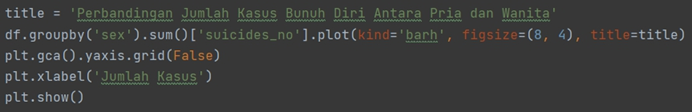 title = 'Perbandingan Jumlah Kasus Bunuh Diri Antara Pria dan Wanita'
df.groupby('sex').sum()['suicides_no'].plot(kind='barh', figsize=(8, 4), title=title)
plt.gca().yaxis.grid(False)
plt.xlabel('Jumlah Kasus')
plt.show()